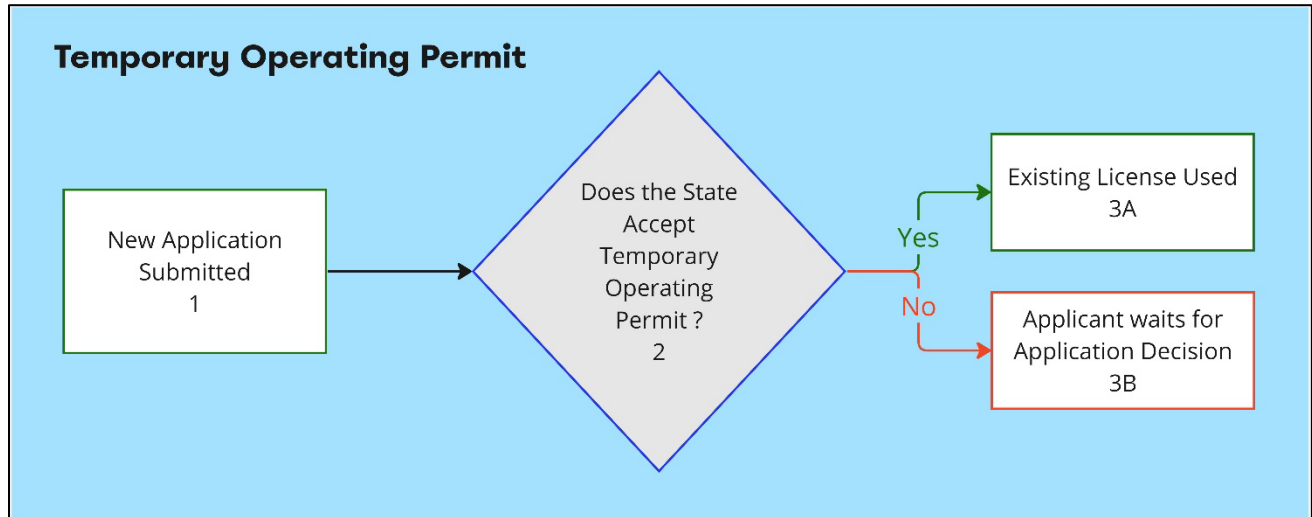 Temporary Operating Permit
New Application
Submitted
1
Does the State
Accept
Temporary
Operating
Permit ?
2
Yes
No
Existing License Used
3A
Applicant waits for
Application Decision
3B